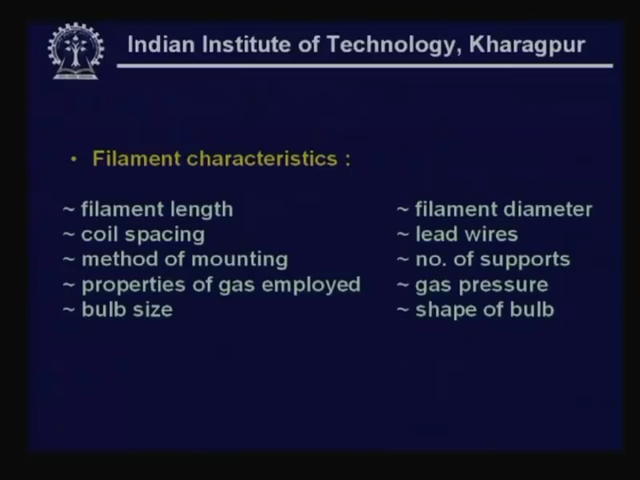 Indian Institute of Technology, Kharagpur
• Filament characteristics :
~ filament length ~ filament diameter
~ coil spacing ~ lead wires
~ method of mounting ~ no. of supports
~ properties of gas employed ~ gas pressure
~ bulb size ~ shape of bulb